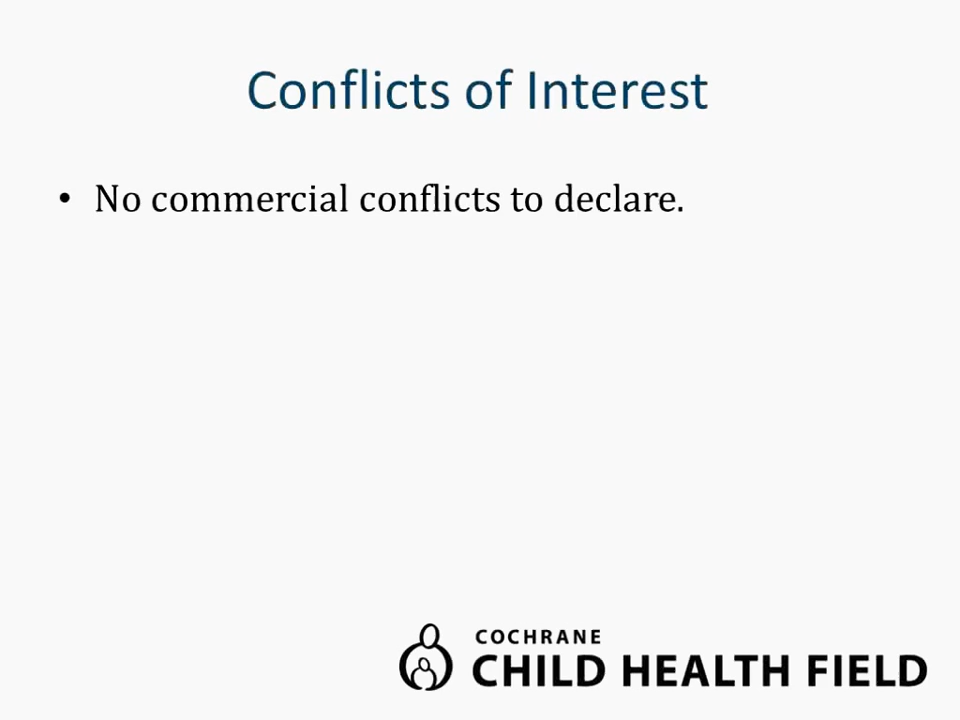 Conflicts of Interest
• No commercial conflicts to declare.
COCHRANE
CHILD HEALTH FIELD